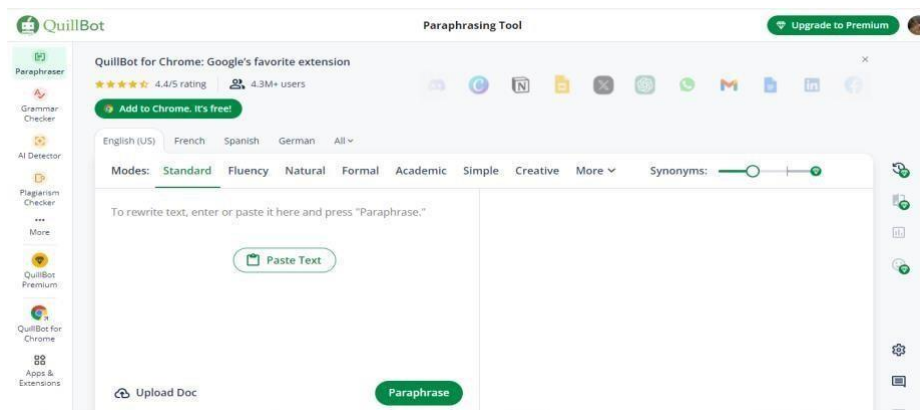 QuillBot
Paraphrasing Tool
Upgrade to Premium
Paraphraser
Grammar
Checker
AI Detector
Plagiarism
Checker
More
QuillBot
Premium
QuillBot for
Chrome
Apps &
Extensions
QuillBot for Chrome: Google's favorite extension
4.4/5 rating 4.3M+ users
Add to Chrome. It's free!
English (US) French Spanish German All
Modes: Standard Fluency Natural Formal Academic Simple Creative More Synonyms:
To rewrite text, enter or paste it here and press "Paraphrase."
Paste Text
Upload Doc
Paraphrase